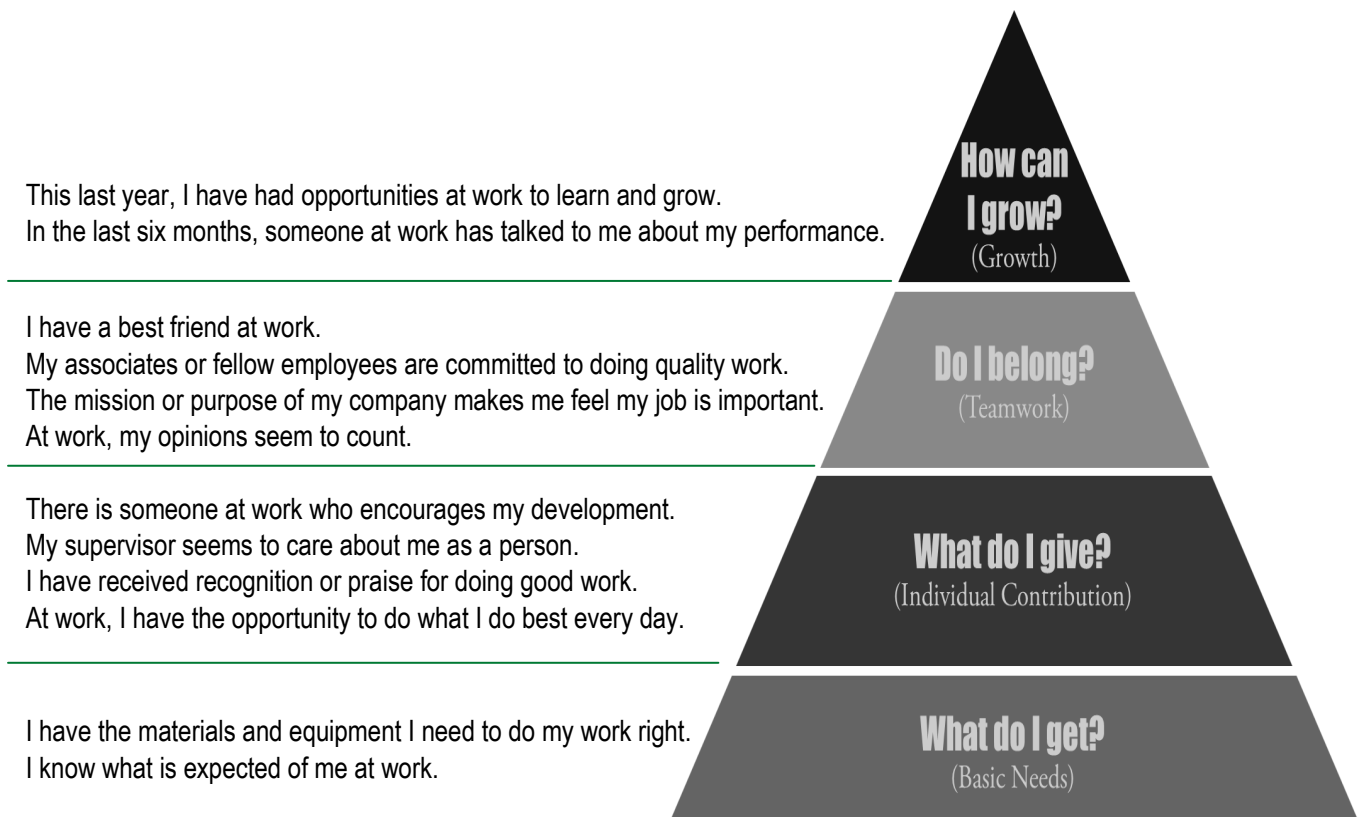 This last year, I have had opportunities at work to learn and grow.
In the last six months, someone at work has talked to me about my performance.
How can
I grow?
(Growth)
I have a best friend at work.
My associates or fellow employees are committed to doing quality work.
The mission or purpose of my company makes me feel my job is important.
At work, my opinions seem to count.
Do I belong?
(Teamwork)
There is someone at work who encourages my development.
My supervisor seems to care about me as a person.
I have received recognition or praise for doing good work.
At work, I have the opportunity to do what I do best every day.
What do I give?
(Individual Contribution)
I have the materials and equipment I need to do my work right.
I know what is expected of me at work.
What do I get?
(Basic Needs)